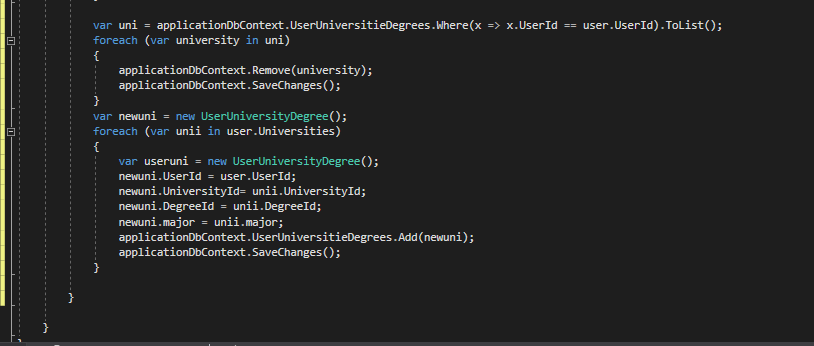 var uni = applicationDbContext.UserUniversitieDegrees.Where(x => x.UserId == user.UserId).ToList();
foreach (var university in uni)
{
applicationDbContext.Remove(university);
applicationDbContext.SaveChanges();
}
var newuni = new UserUniversityDegree();
foreach (var unii in user.Universities)
{
var useruni = new UserUniversityDegree();
newuni.UserId = user.UserId;
newuni.UniversityId= unii.UniversityId;
newuni.DegreeId = unii.DegreeId;
newuni.major = unii.major;
applicationDbContext.UserUniversitieDegrees.Add(newuni);
applicationDbContext.SaveChanges();
}
}
}